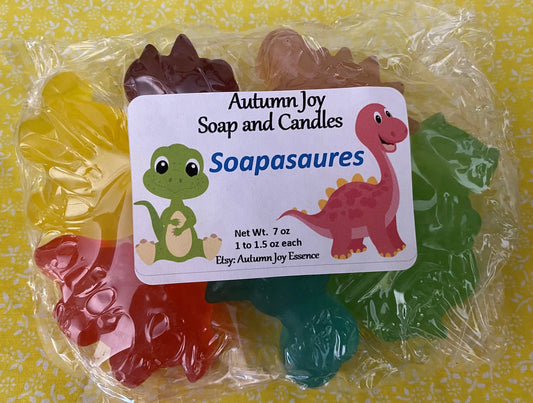 Autumn Joy
Soap and Candles
Soapasaures
Net Wt. 7 oz
1 to 1.5 oz each
Etsy: Autumn Joy Essence